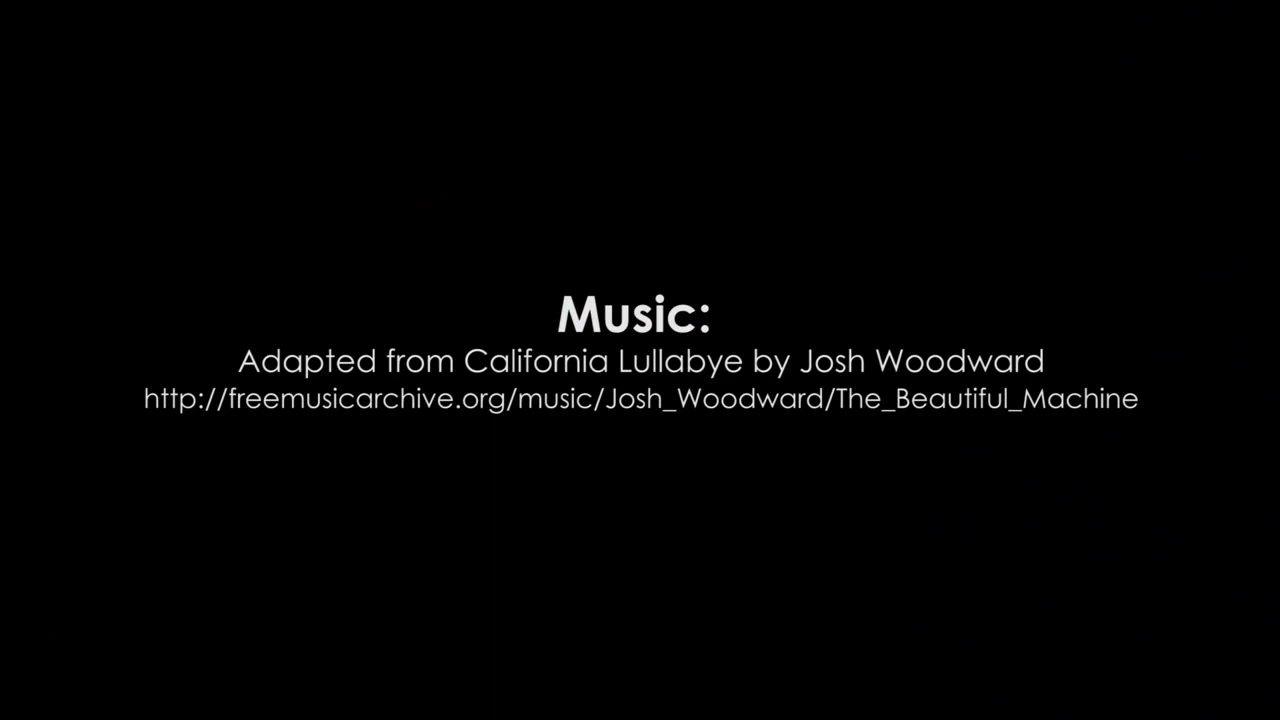 Music:
Adapted from California Lullabye by Josh Woodward
http://freemusicarchive.org/music/Josh_Woodward/The_Beautiful_Machine